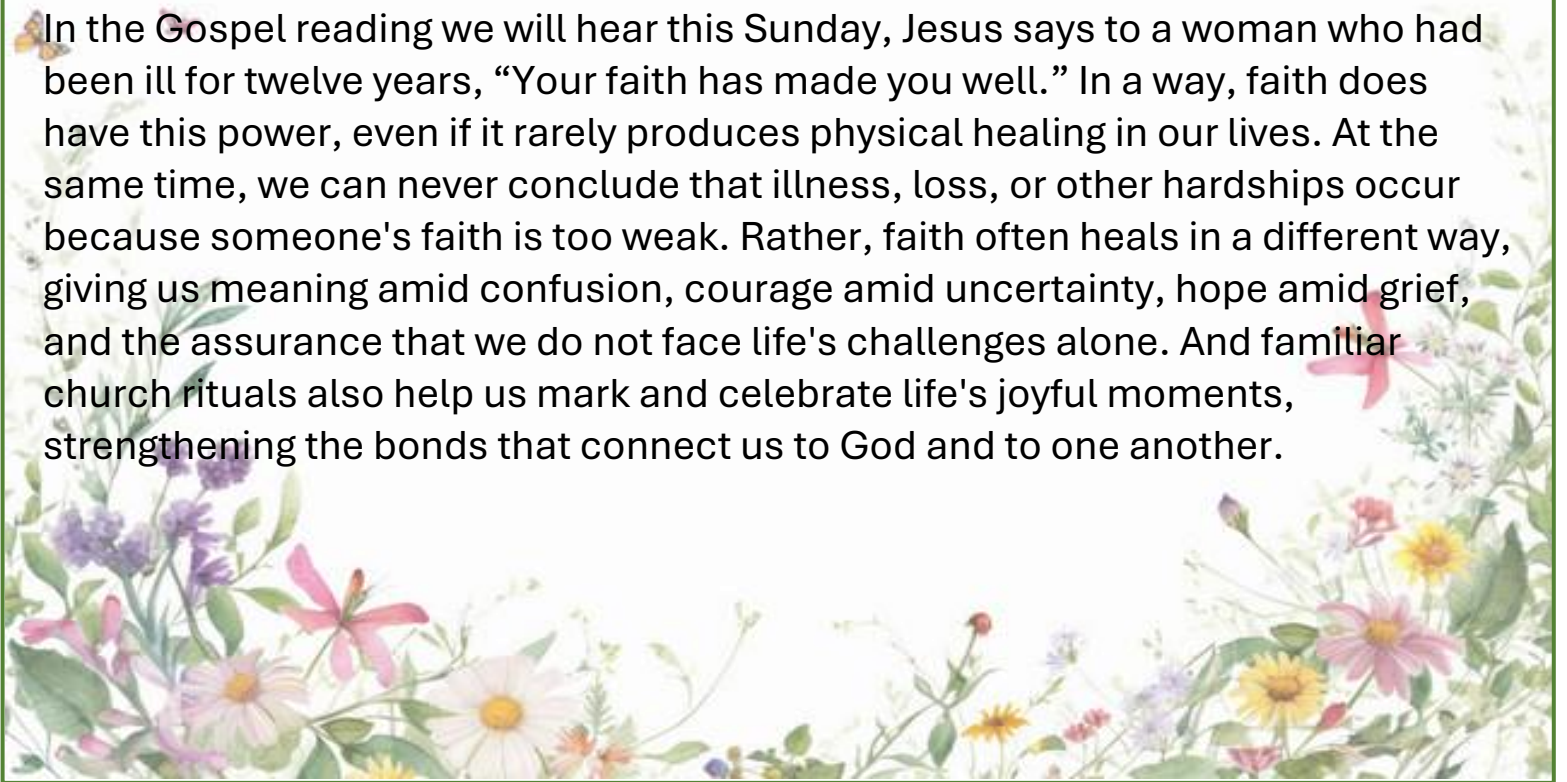 In the Gospel reading we will hear this Sunday, Jesus says to a woman who had
been ill for twelve years, “Your faith has made you well.” In a way, faith does
have this power, even if it rarely produces physical healing in our lives. At the
same time, we can never conclude that illness, loss, or other hardships occur
because someone's faith is too weak. Rather, faith often heals in a different way,
giving us meaning amid confusion, courage amid uncertainty, hope amid grief,
and the assurance that we do not face life's challenges alone. And familiar
church rituals also help us mark and celebrate life's joyful moments,
strengthening the bonds that connect us to God and to one another.